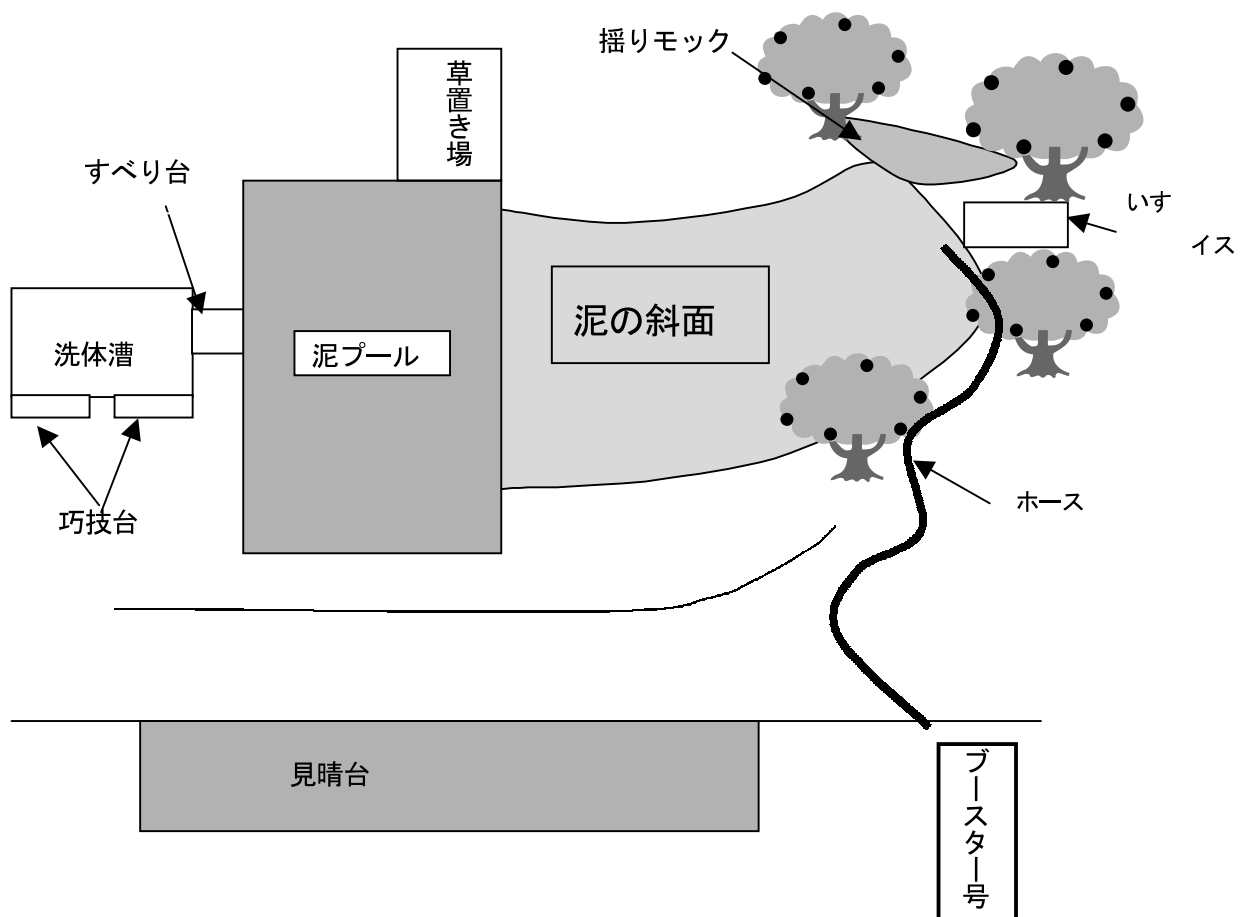 揺りモック
草置き場
すべり台
いす
イス
泥の斜面
泥プール
洗体漕
ホース
巧技台
見晴台
ブースター号